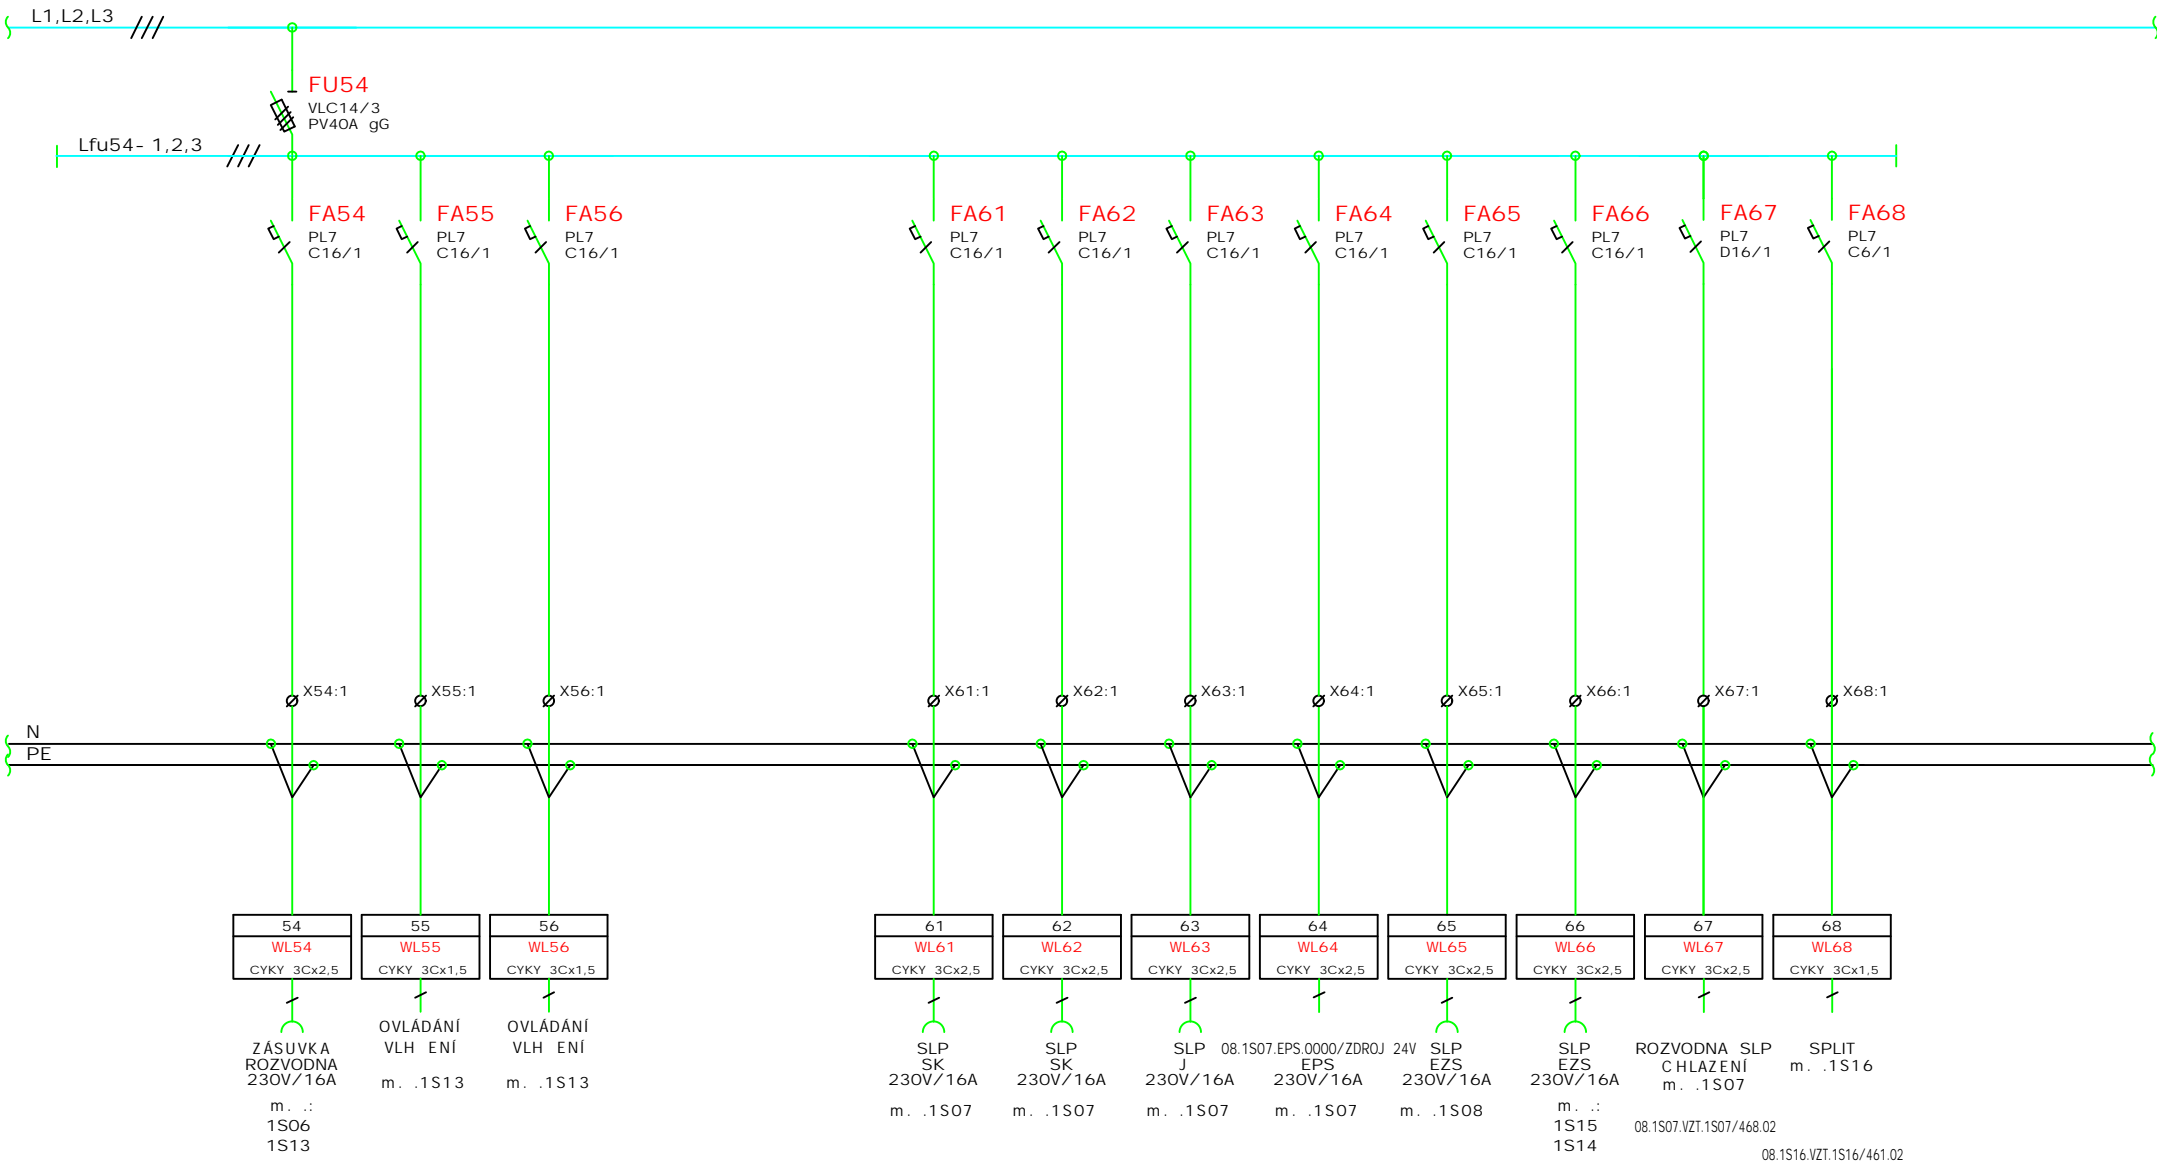 L1,L2,L3
FU54
VLC14/3
PV40A gG
Lfu54- 1,2,3
FA54
PL7
C16/1
FA55
PL7
C16/1
FA56
PL7
C16/1
FA61
PL7
C16/1
FA62
PL7
C16/1
FA63
PL7
C16/1
FA64
PL7
C16/1
FA65
PL7
C16/1
FA66
PL7
C16/1
FA67
PL7
D16/1
FA68
PL7
C6/1
X54:1
X55:1
X56:1
X61:1
X62:1
X63:1
X64:1
X65:1
X66:1
X67:1
X68:1
N
PE
54
WL54
CYKY 3Cx2,5
55
WL55
CYKY 3Cx1,5
56
WL56
CYKY 3Cx1,5
61
WL61
CYKY 3Cx2,5
62
WL62
CYKY 3Cx2,5
63
WL63
CYKY 3Cx2,5
64
WL64
CYKY 3Cx2,5
65
WL65
CYKY 3Cx2,5
66
WL66
CYKY 3Cx2,5
67
WL67
CYKY 3Cx2,5
68
WL68
CYKY 3Cx1,5
ZÁSUVKA
ROZVODNA
230V/16A
m. .:
1S06
1S13
OVLÁDÁNÍ
VLH ENÍ
m. .1S13
OVLÁDÁNÍ
VLH ENÍ
m. .1S13
SLP
SK
230V/16A
m. .1S07
SLP
SK
230V/16A
m. .1S07
SLP
J
230V/16A
m. .1S07
08.1S07.EPS.0000/ZDROJ 24V
EPS
230V/16A
m. .1S07
SLP
EZS
230V/16A
m. .1S08
SLP
EZS
230V/16A
m. .:
1S15
1S14
ROZVODNA SLP
CHLAZENÍ
m. .1S07
08.1S07.VZT.1S07/468.02
SPLIT
m. .1S16
08.1S16.VZT.1S16/461.02